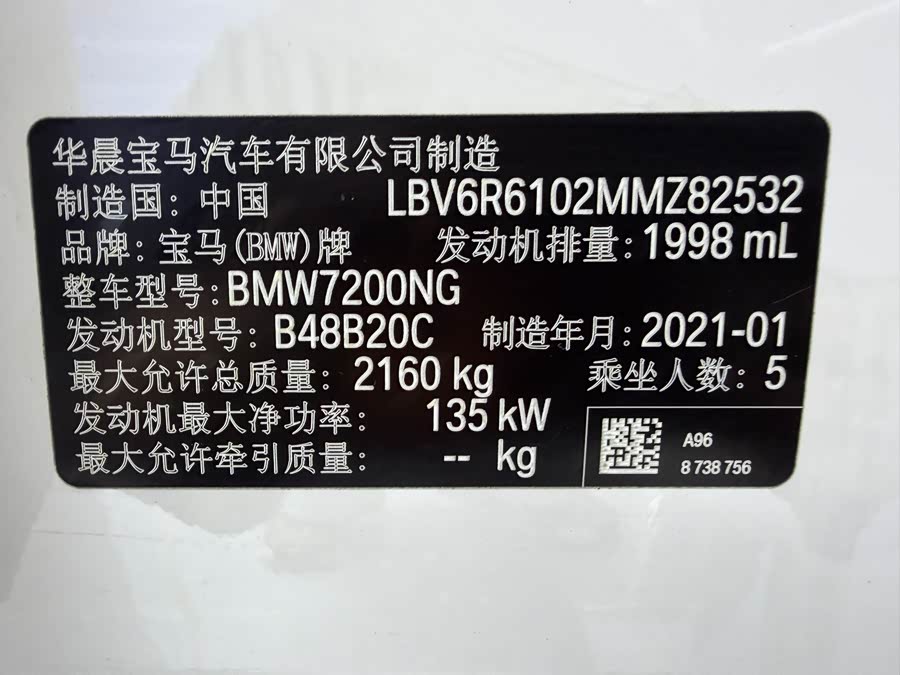 华晨宝马汽车有限公司制造
制造国：中国 LBV6R6102MMZ82532
品牌：宝马(BMW)牌 发动机排量：1998 mL
整车型号：BMW7200NG
发动机型号：B48B20C 制造年月：2021-01
最大允许总质量：2160 kg 乘坐人数：5
发动机最大净功率：135 kW
最大允许牵引质量：-- kg
A96
8 738 756